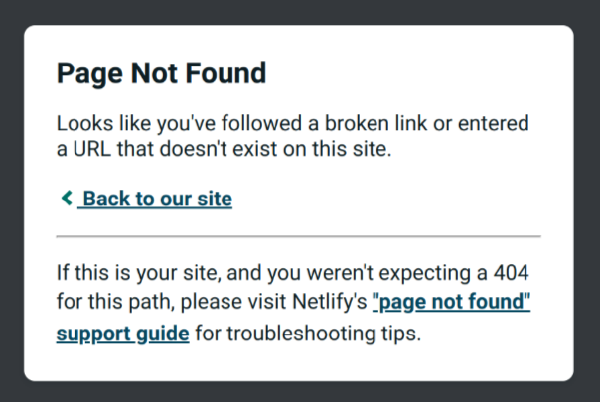 Page Not Found
Looks like you've followed a broken link or entered
a URL that doesn't exist on this site.
Back to our site
If this is your site, and you weren't expecting a 404
for this path, please visit Netlify's "page not found"
support guide for troubleshooting tips.